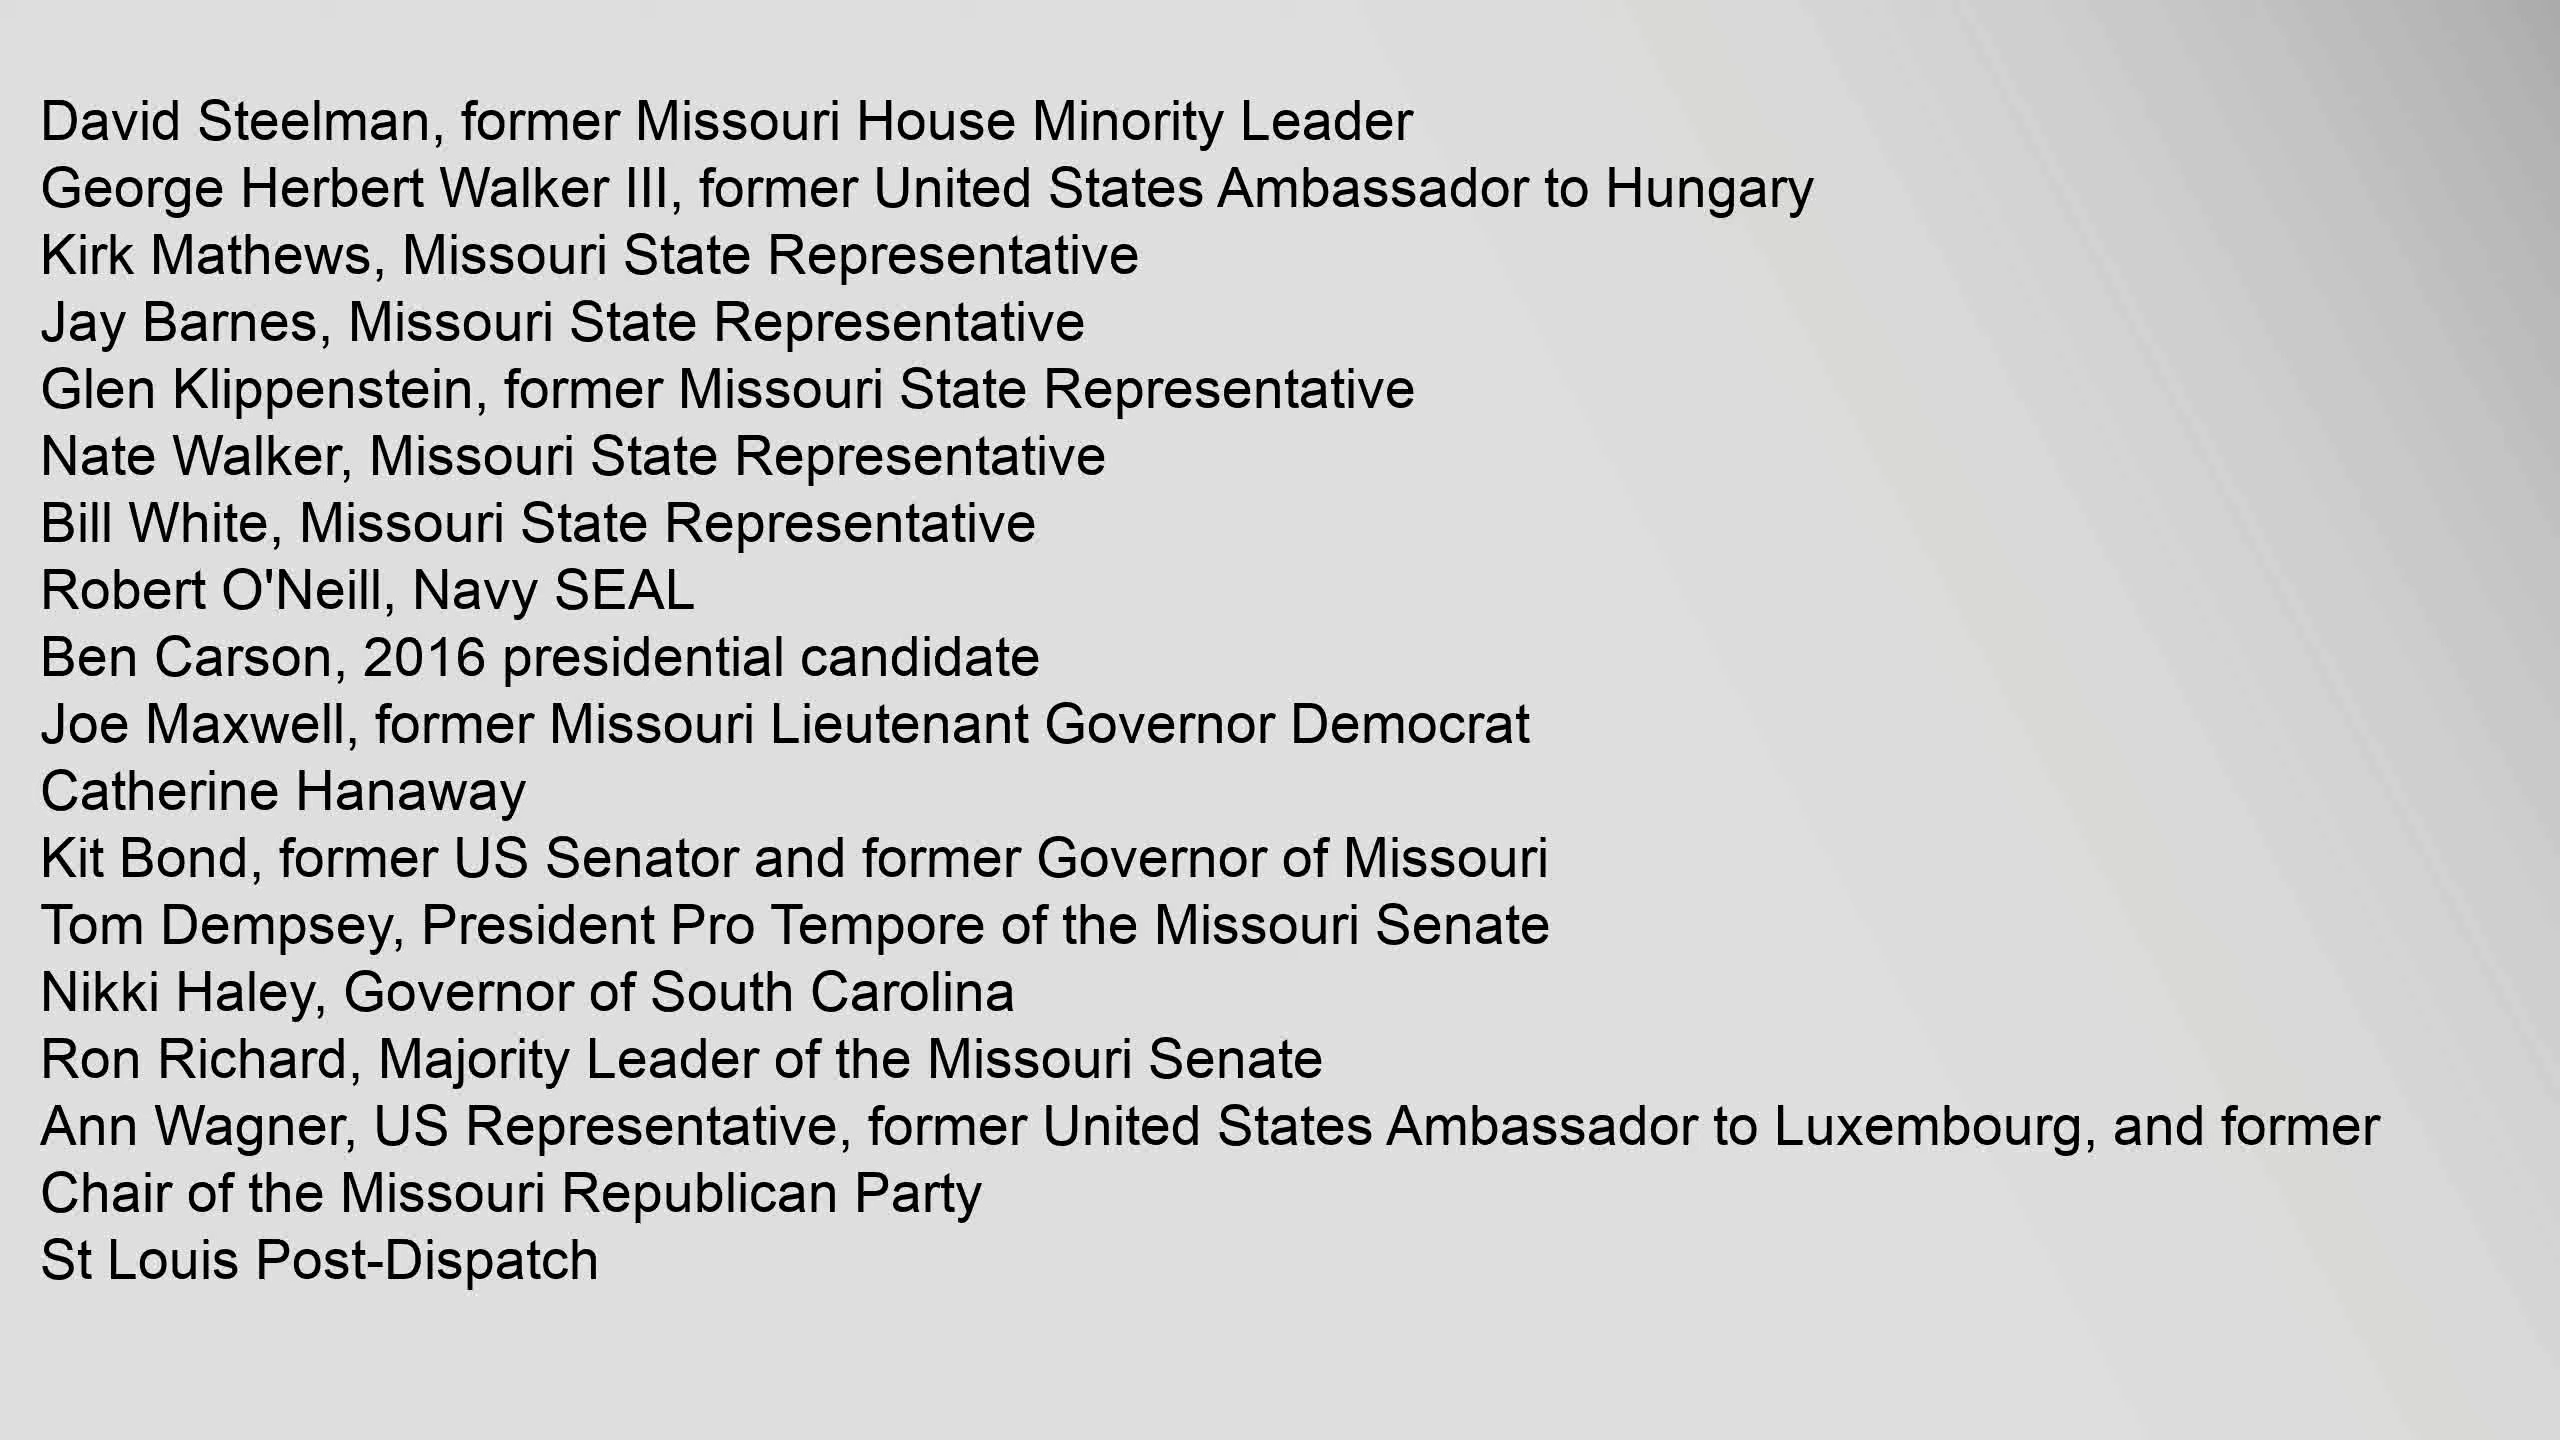 David Steelman, former Missouri House Minority Leader
George Herbert Walker III, former United States Ambassador to Hungary
Kirk Mathews, Missouri State Representative
Jay Barnes, Missouri State Representative
Glen Klippenstein, former Missouri State Representative
Nate Walker, Missouri State Representative
Bill White, Missouri State Representative
Robert O'Neill, Navy SEAL
Ben Carson, 2016 presidential candidate
Joe Maxwell, former Missouri Lieutenant Governor Democrat
Catherine Hanaway
Kit Bond, former US Senator and former Governor of Missouri
Tom Dempsey, President Pro Tempore of the Missouri Senate
Nikki Haley, Governor of South Carolina
Ron Richard, Majority Leader of the Missouri Senate
Ann Wagner, US Representative, former United States Ambassador to Luxembourg, and former
Chair of the Missouri Republican Party
St Louis Post-Dispatch